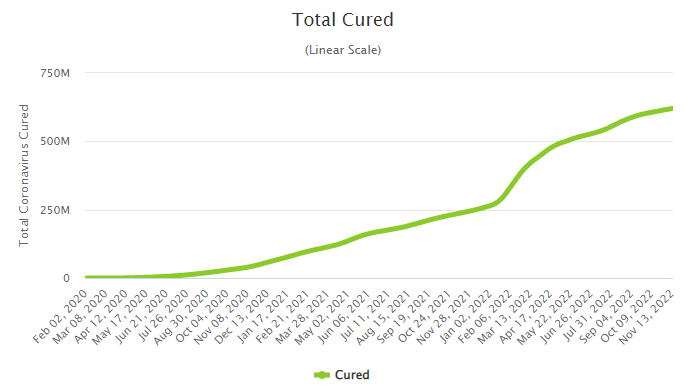 Total Cured
(Linear Scale)
Total Coronavirus Cured
750M
500M
250M
0
Feb 02, 2020
Mar 08, 2020
Apr 12, 2020
May 17, 2020
Jun 21, 2020
Jul 26, 2020
Aug 30, 2020
Oct 04, 2020
Nov 08, 2020
Dec 13, 2020
Jan 17, 2021
Feb 21, 2021
Mar 28, 2021
May 02, 2021
Jun 06, 2021
Jul 11, 2021
Aug 15, 2021
Sep 19, 2021
Oct 24, 2021
Nov 28, 2021
Jan 02, 2022
Feb 06, 2022
Mar 13, 2022
Apr 17, 2022
May 22, 2022
Jun 26, 2022
Jul 31, 2022
Sep 04, 2022
Oct 09, 2022
Nov 13, 2022
Cured